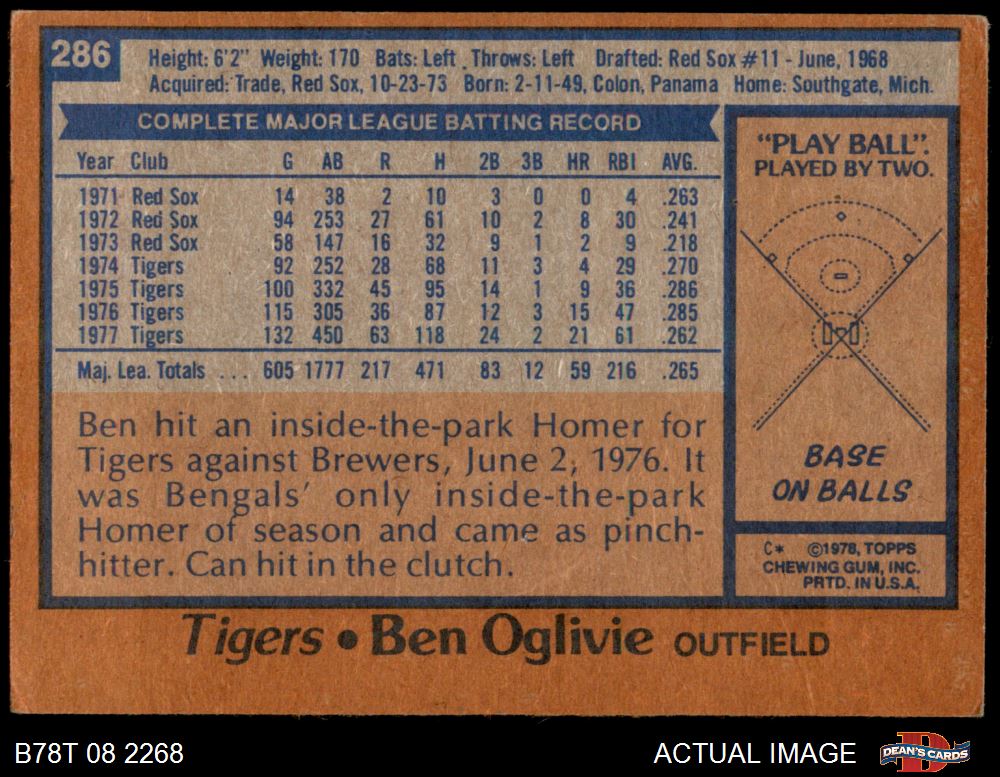 286
Height: 6'2" Weight: 170 Bats: Left Throws: Left Drafted: Red Sox #11 - June, 1968
Acquired: Trade, Red Sox, 10-23-73 Born: 2-11-49, Colon, Panama Home: Southgate, Mich.
COMPLETE MAJOR LEAGUE BATTING RECORD
Year Club G AB R H 2B 3B HR RBI AVG.
1971 Red Sox 14 38 2 10 3 0 0 4 .263
1972 Red Sox 94 253 27 61 10 2 8 30 .241
1973 Red Sox 58 147 16 32 9 1 2 9 .218
1974 Tigers 92 252 28 68 11 3 4 29 .270
1975 Tigers 100 332 45 95 14 1 9 36 .286
1976 Tigers 115 305 36 87 12 3 15 47 .285
1977 Tigers 132 450 63 118 24 2 21 61 .262
Maj. Lea. Totals ... 605 1777 217 471 83 12 59 216 .265
Ben hit an inside-the-park Homer for
Tigers against Brewers, June 2, 1976. It
was Bengals' only inside-the-park
Homer of season and came as pinch-
hitter. Can hit in the clutch.
"PLAY BALL".
PLAYED BY TWO.
BASE
ON BALLS
C* ©1978, TOPPS
CHEWING GUM, INC.
PRTD. IN U.S.A.
Tigers • Ben Oglivie OUTFIELD
B78T 08 2268
ACTUAL IMAGE
DEAN'S CARDS